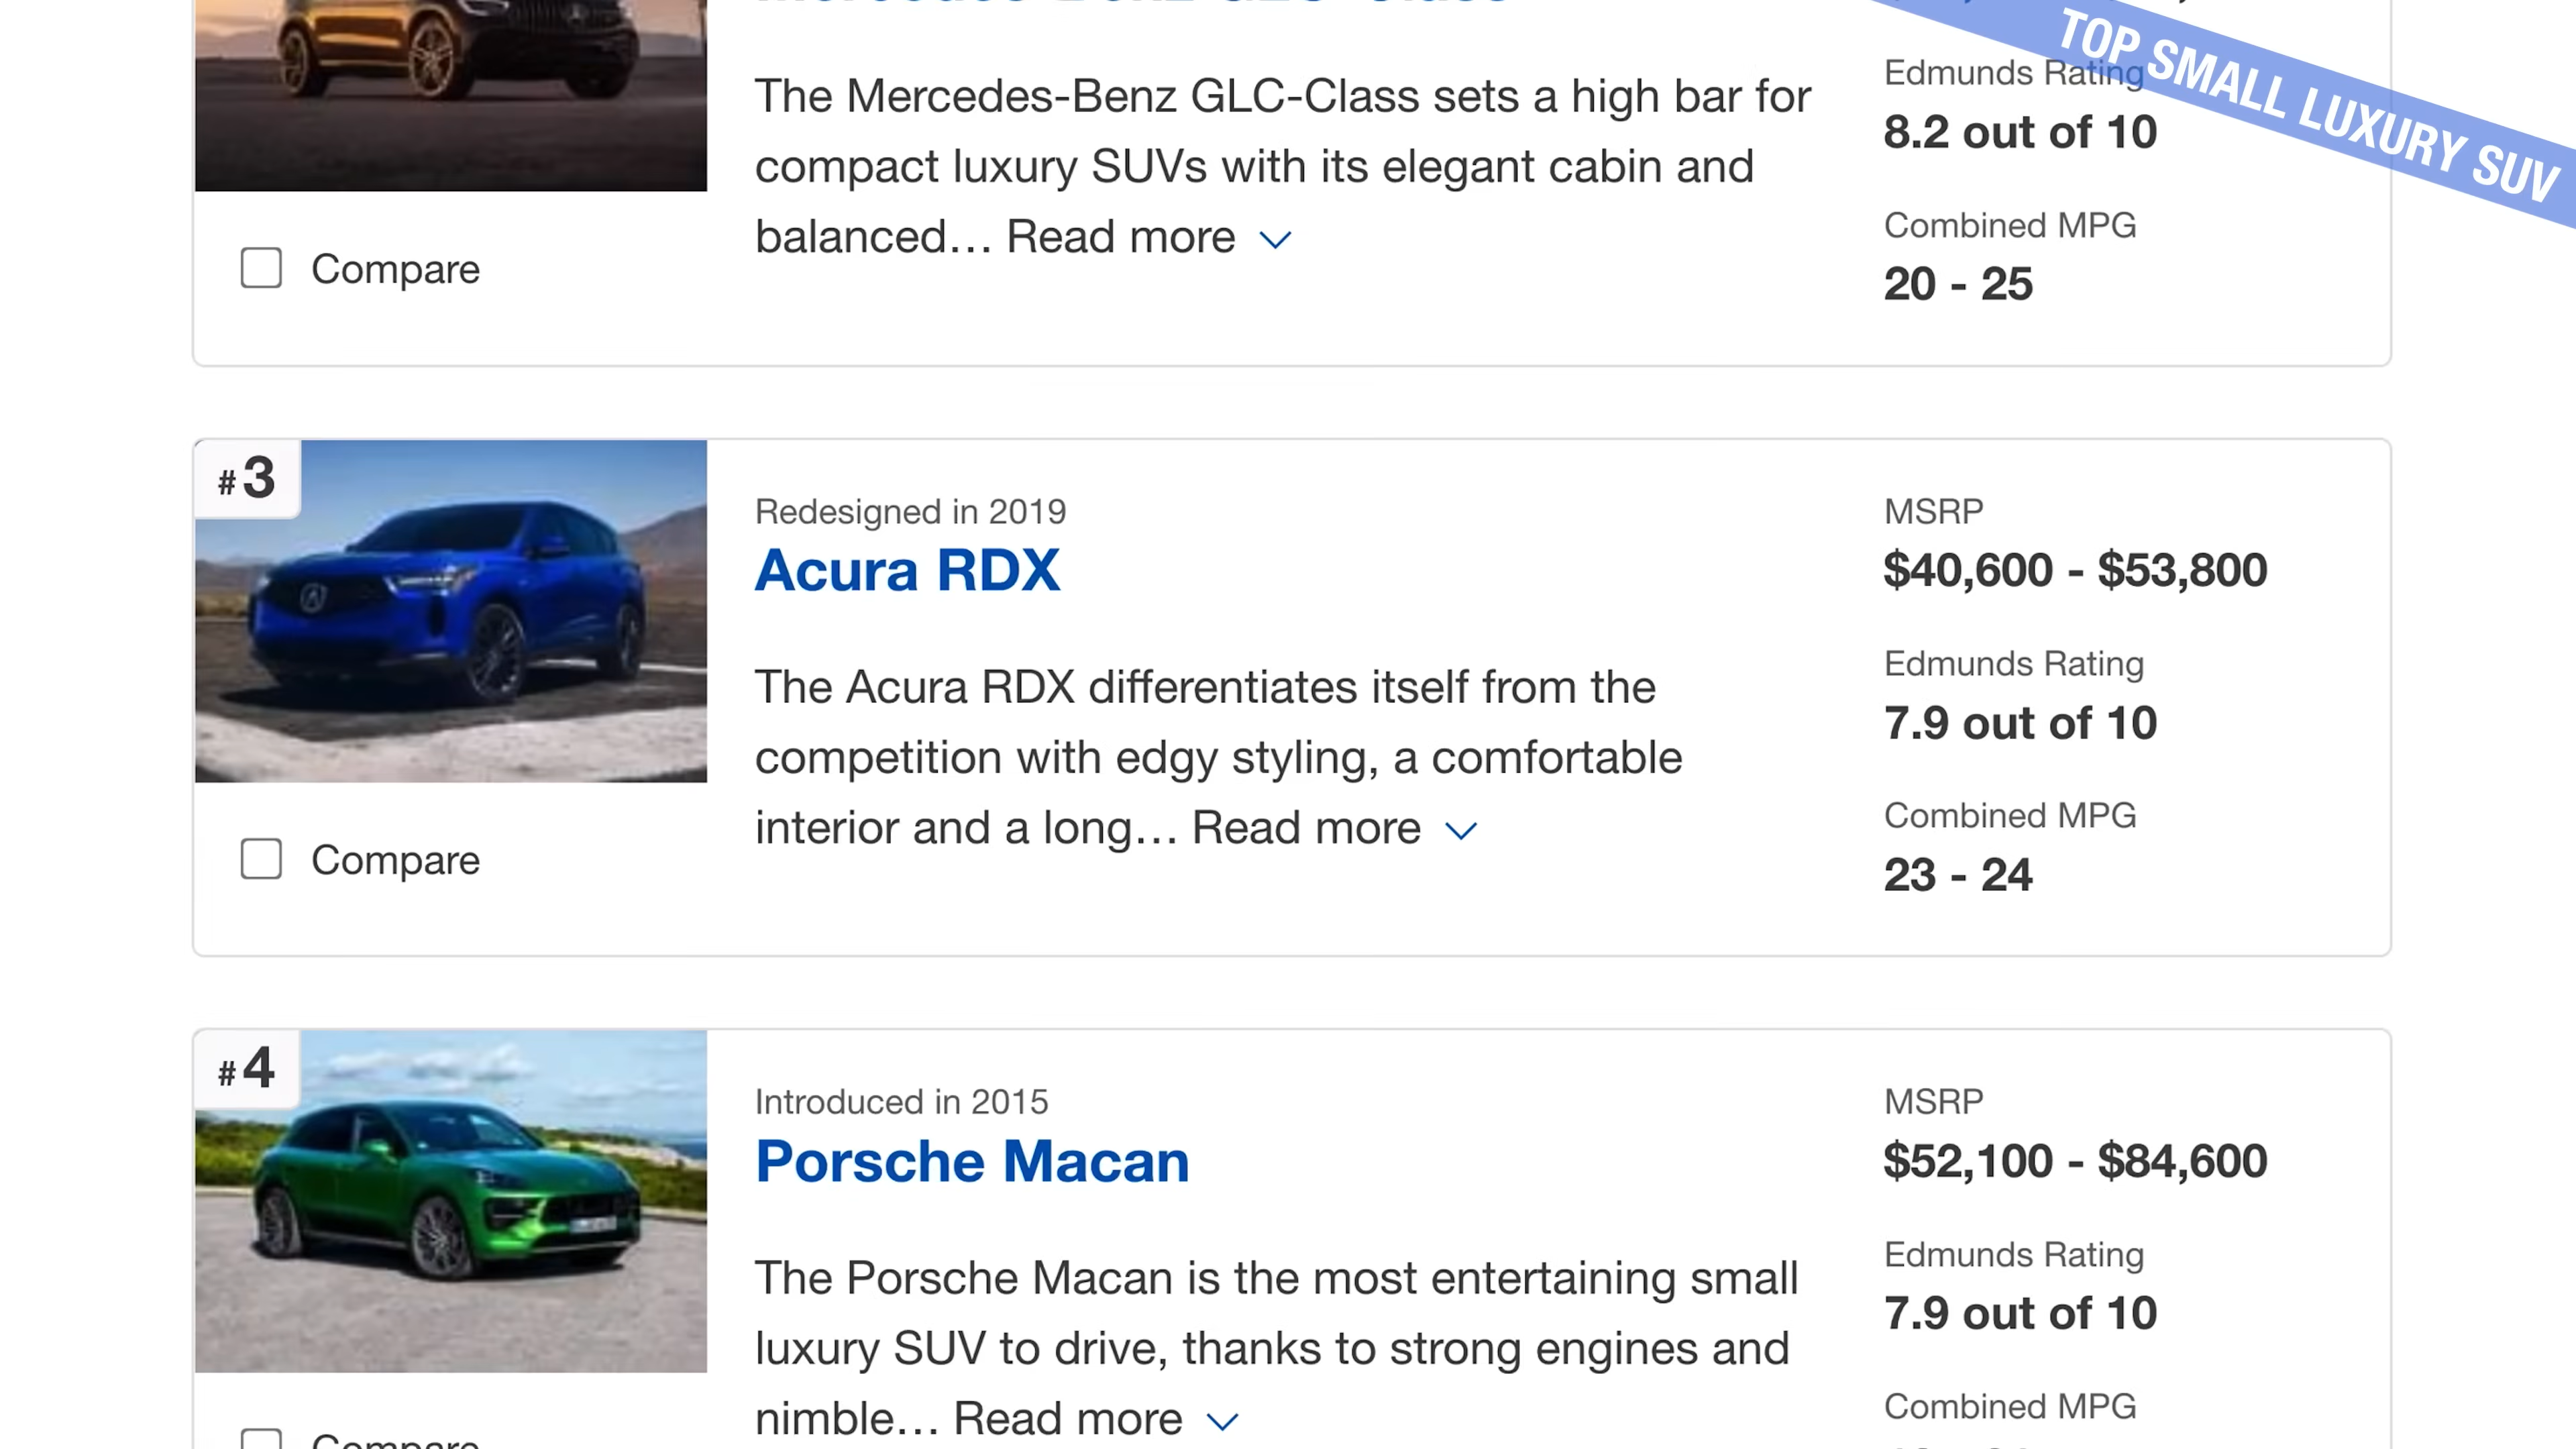 TOP SMALL LUXURY SUV
The Mercedes-Benz GLC-Class sets a high bar for
compact luxury SUVs with its elegant cabin and
balanced... Read more
Edmunds Rating
8.2 out of 10
Combined MPG
20 - 25
Compare
#3
Redesigned in 2019
Acura RDX
The Acura RDX differentiates itself from the
competition with edgy styling, a comfortable
interior and a long... Read more
MSRP
$40,600 - $53,800
Edmunds Rating
7.9 out of 10
Combined MPG
23 - 24
Compare
#4
Introduced in 2015
Porsche Macan
The Porsche Macan is the most entertaining small
luxury SUV to drive, thanks to strong engines and
nimble... Read more
MSRP
$52,100 - $84,600
Edmunds Rating
7.9 out of 10
Combined MPG
Compare